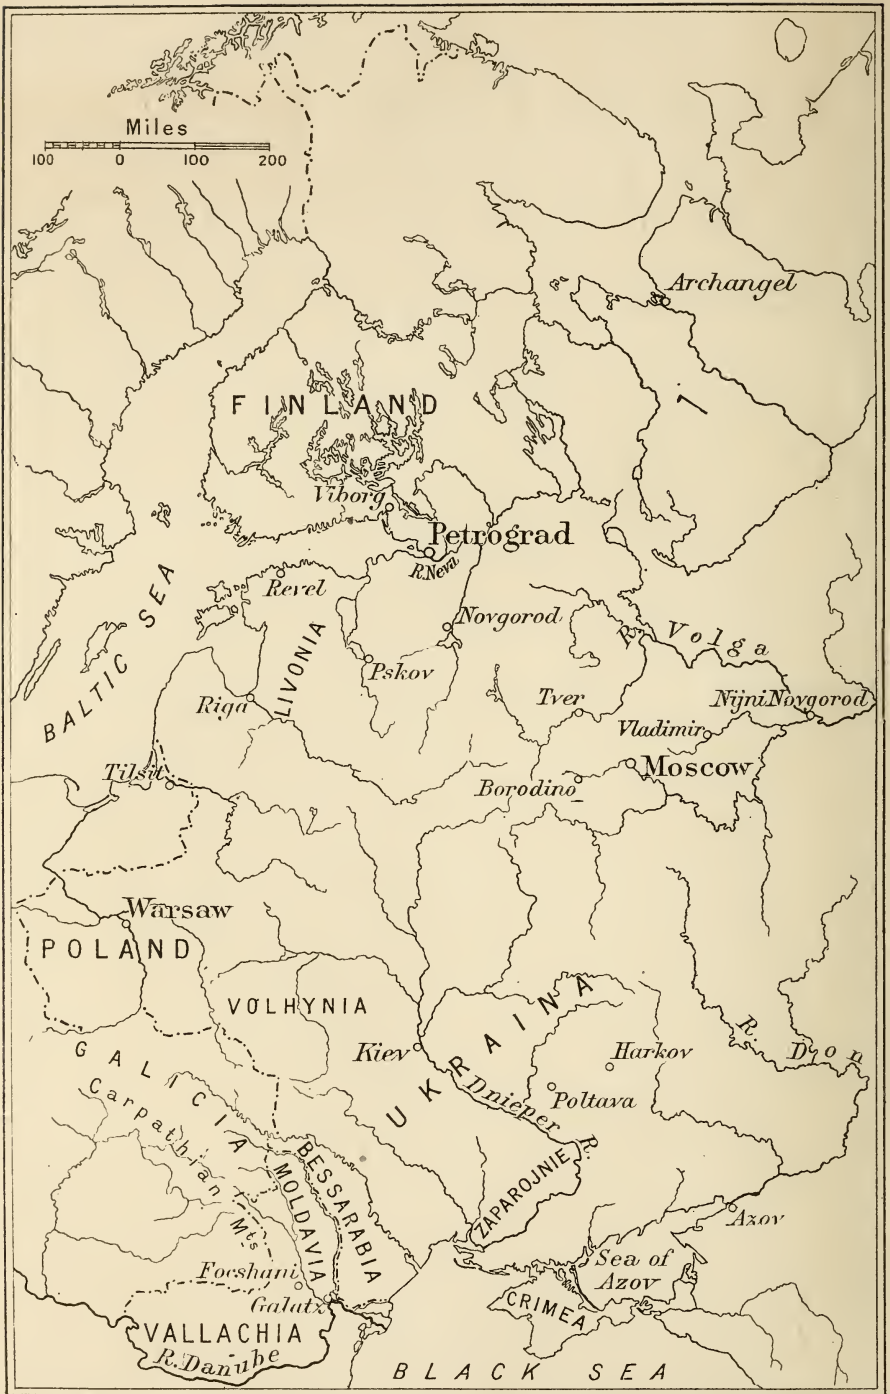 Miles
100 0 100 200
Archangel
FINLAND
Viborg
Petrograd
R. Neva
Revel
Novgorod
BALTIC SEA
LIVONIA
Pskov
R. Volga
Riga
Tver
Nijni Novgorod
Vladimir
Tilsit
Moscow
Borodino
Warsaw
POLAND
VOLHYNIA
UKRAINA
R. Don
Kiev
Harkov
GALICIA
Dnieper R.
Poltava
Carpathian Mts
BESSARABIA
MOLDAVIA
ZAPAROJNIE
Azov
Focshani
Sea of
Azov
Galatz
CRIMEA
VALLACHIA
R. Danube
BLACK SEA